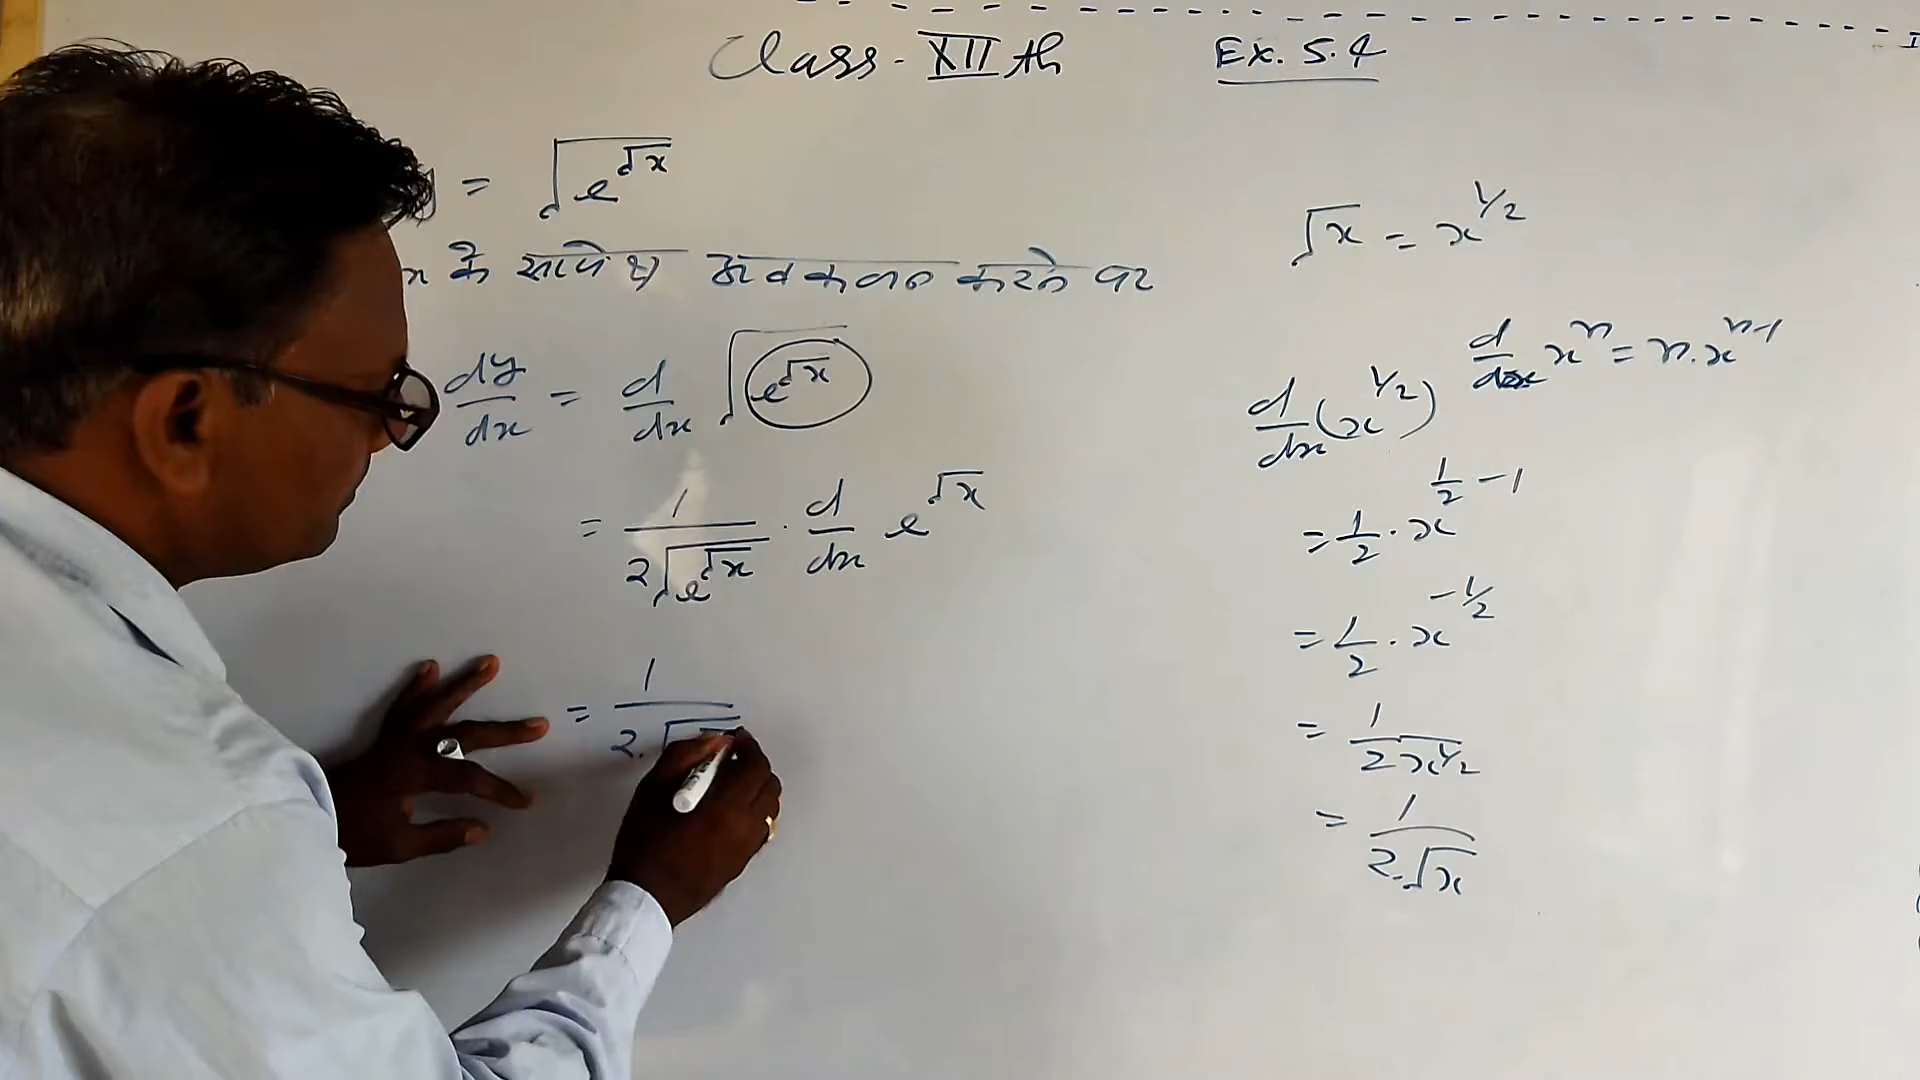 Class - XII th Ex. 5.4
y = √(e^√x)
x के सापेक्ष अवकलन करने पर
dy/dx = d/dx √(e^√x)
= 1/(2√(e^√x)) · d/dx e^√x
= 1/(2.√
√x = x^1/2
d/dx x^n = n.x^n-1
d/dx (x^1/2)
= 1/2 · x^(1/2 - 1)
= 1/2 · x^-1/2
= 1/(2x^1/2)
= 1/(2.√x)